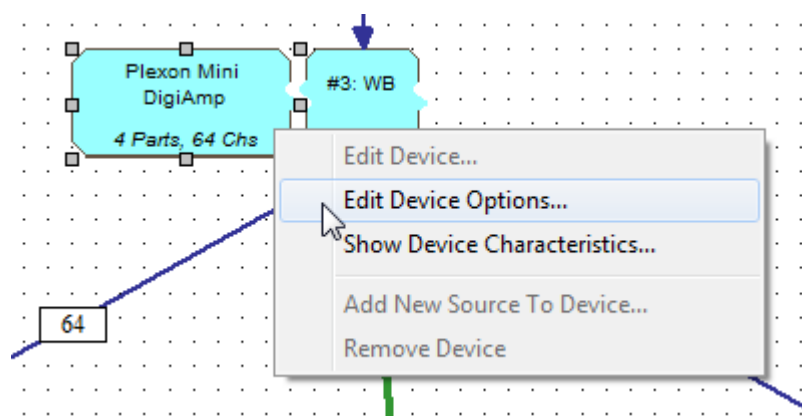 Plexon Mini
DigiAmp
4 Parts, 64 Chs
#3: WB
Edit Device...
Edit Device Options...
Show Device Characteristics...
Add New Source To Device...
Remove Device
64